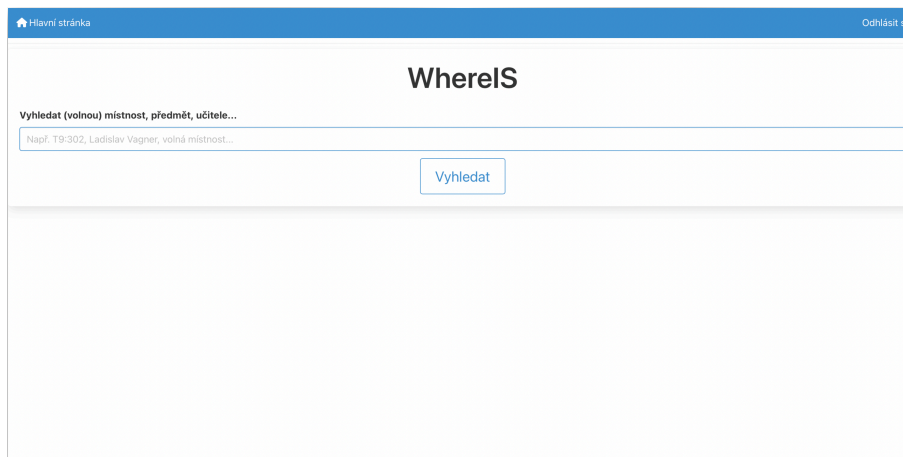 Hlavní stránka
Odhlásit
WhereIS
Vyhledat (volnou) místnost, předmět, učitele...
Např. T9:302, Ladislav Vagner, volná místnost...
Vyhledat